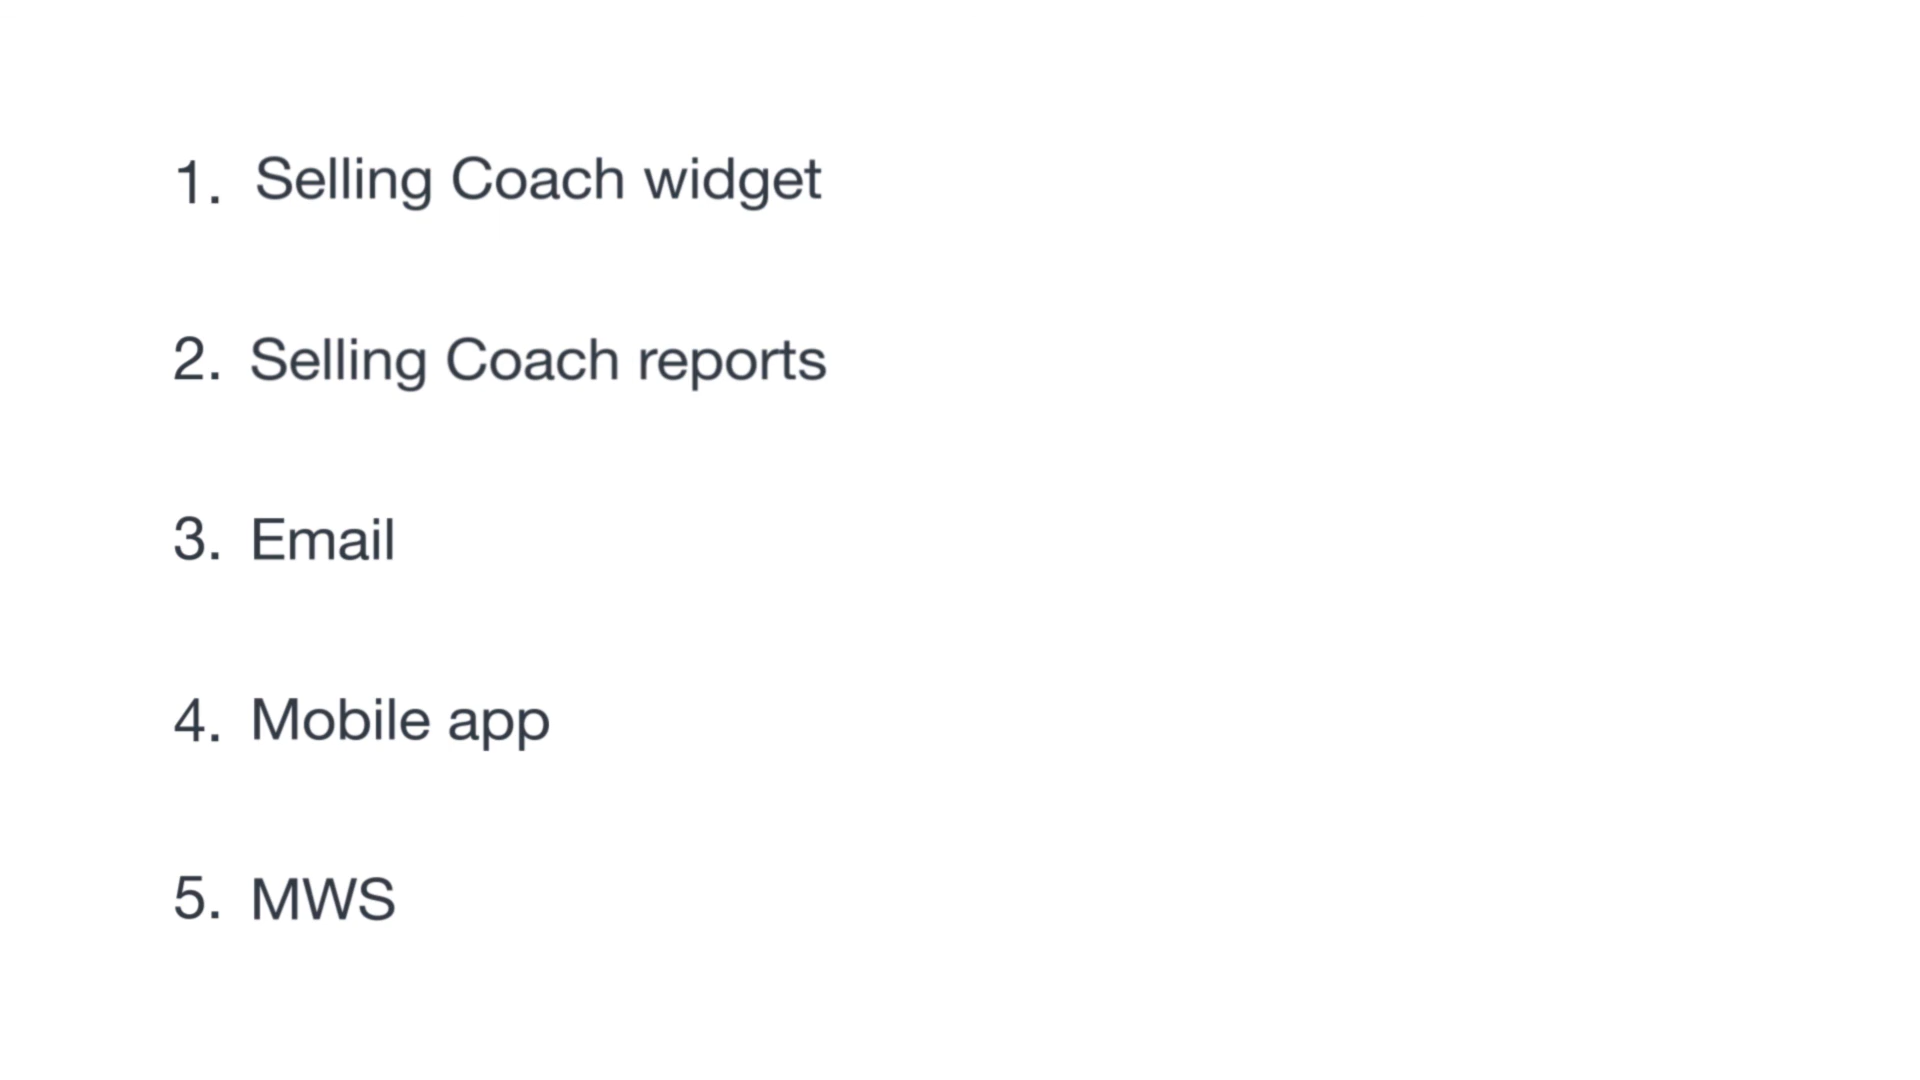 1. Selling Coach widget
2. Selling Coach reports
3. Email
4. Mobile app
5. MWS